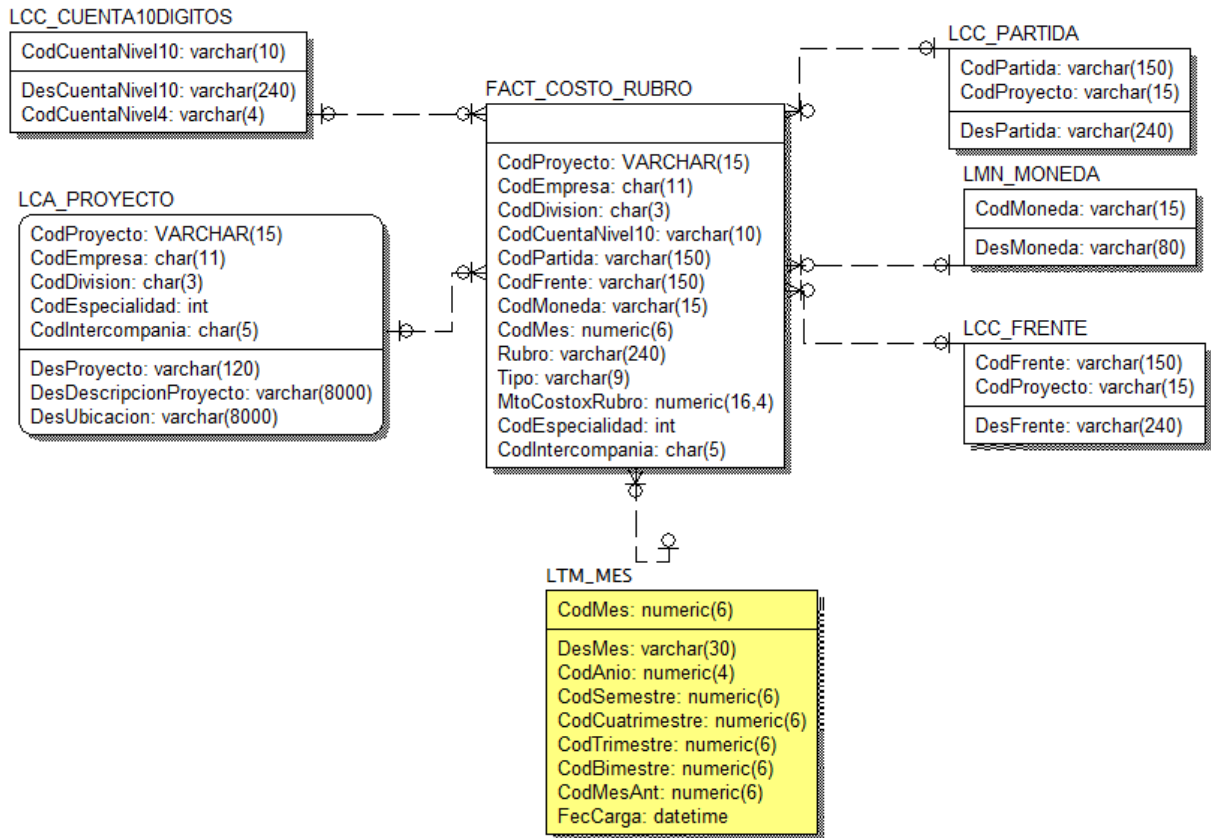 LCC_CUENTA10DIGITOS
CodCuentaNivel10: varchar(10)
DesCuentaNivel10: varchar(240)
CodCuentaNivel4: varchar(4)
LCA_PROYECTO
CodProyecto: VARCHAR(15)
CodEmpresa: char(11)
CodDivision: char(3)
CodEspecialidad: int
CodIntercompania: char(5)
DesProyecto: varchar(120)
DesDescripcionProyecto: varchar(8000)
DesUbicacion: varchar(8000)
FACT_COSTO_RUBRO
CodProyecto: VARCHAR(15)
CodEmpresa: char(11)
CodDivision: char(3)
CodCuentaNivel10: varchar(10)
CodPartida: varchar(150)
CodFrente: varchar(150)
CodMoneda: varchar(15)
CodMes: numeric(6)
Rubro: varchar(240)
Tipo: varchar(9)
MtoCostoxRubro: numeric(16,4)
CodEspecialidad: int
CodIntercompania: char(5)
LCC_PARTIDA
CodPartida: varchar(150)
CodProyecto: varchar(15)
DesPartida: varchar(240)
LMN_MONEDA
CodMoneda: varchar(15)
DesMoneda: varchar(80)
LCC_FRENTE
CodFrente: varchar(150)
CodProyecto: varchar(15)
DesFrente: varchar(240)
LTM_MES
CodMes: numeric(6)
DesMes: varchar(30)
CodAnio: numeric(4)
CodSemestre: numeric(6)
CodCuatrimestre: numeric(6)
CodTrimestre: numeric(6)
CodBimestre: numeric(6)
CodMesAnt: numeric(6)
FecCarga: datetime